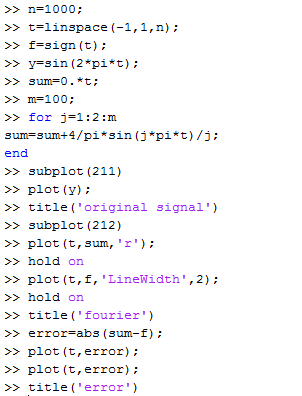 >> n=1000;
>> t=linspace(-1,1,n);
>> f=sign(t);
>> y=sin(2*pi*t);
>> sum=0.*t;
>> m=100;
>> for j=1:2:m
sum=sum+4/pi*sin(j*pi*t)/j;
end
>> subplot(211)
>> plot(y);
>> title('original signal')
>> subplot(212)
>> plot(t,sum,'r');
>> hold on
>> plot(t,f,'LineWidth',2);
>> hold on
>> title('fourier')
>> error=abs(sum-f);
>> plot(t,error);
>> plot(t,error);
>> title('error')